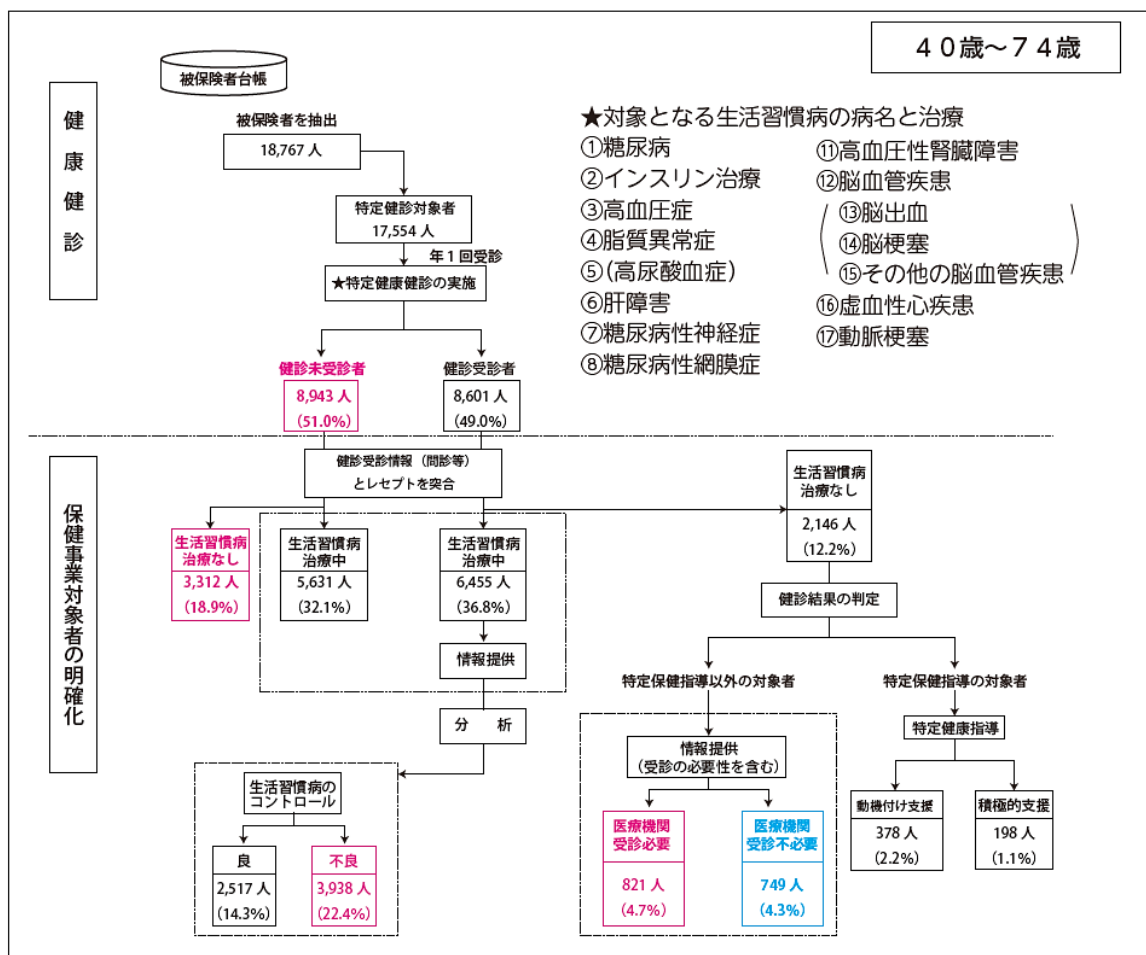 ４０歳～７４歳
被保険者台帳
健康健診
被保険者を抽出
18,767 人
特定健診対象者
17,554 人
年１回受診
★特定健康健診の実施
健診未受診者
8,943 人
(51.0%)
健診受診者
8,601 人
(49.0%)
★対象となる生活習慣病の病名と治療
①糖尿病
②インスリン治療
③高血圧症
④脂質異常症
⑤(高尿酸血症)
⑥肝障害
⑦糖尿病性神経症
⑧糖尿病性網膜症
⑪高血圧性腎臓障害
⑫脳血管疾患
⑬脳出血
⑭脳梗塞
⑮その他の脳血管疾患
⑯虚血性心疾患
⑰動脈梗塞
保健事業対象者の明確化
健診受診情報（問診等）
とレセプトを突合
生活習慣病
治療なし
3,312 人
(18.9%)
生活習慣病
治療中
5,631 人
(32.1%)
生活習慣病
治療中
6,455 人
(36.8%)
情報提供
分　析
生活習慣病の
コントロール
良
2,517 人
(14.3%)
不良
3,938 人
(22.4%)
生活習慣病
治療なし
2,146 人
(12.2%)
健診結果の判定
特定保健指導以外の対象者
情報提供
（受診の必要性を含む）
医療機関
受診必要
821 人
(4.7%)
医療機関
受診不必要
749 人
(4.3%)
特定保健指導の対象者
特定健康指導
動機付け支援
378 人
(2.2%)
積極的支援
198 人
(1.1%)